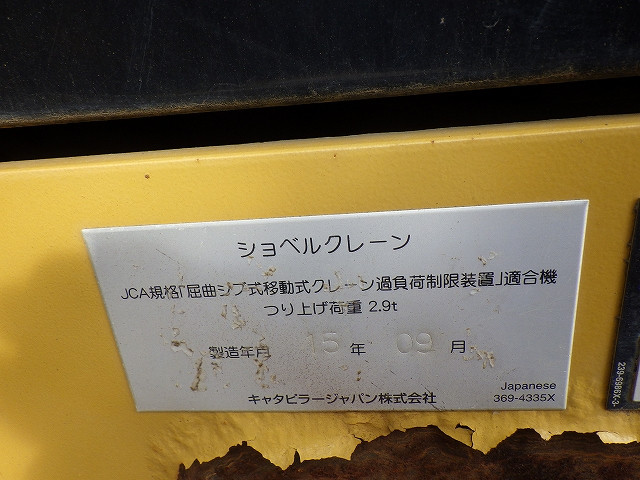 ショベルクレーン
JCA規格「屈曲ジブ式移動式クレーン過負荷制限装置」適合機
つり上げ荷重 2.9t
製造年月 15 年 09 月
キャタピラージャパン株式会社
Japanese
369-4335X